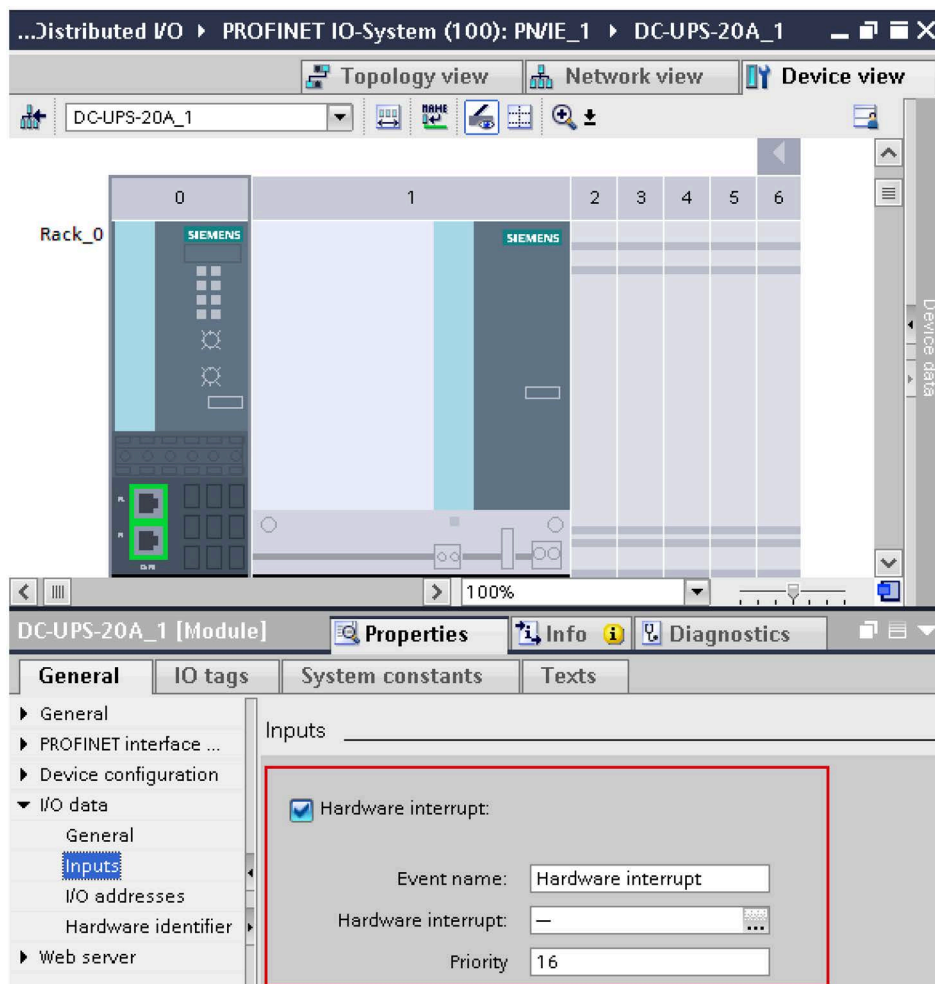 ...Distributed I/O ▸ PROFINET IO-System (100): PN/IE_1 ▸ DC-UPS-20A_1
Topology view Network view Device view
DC-UPS-20A_1 NAME
0 1 2 3 4 5 6
Rack_0
SIEMENS SIEMENS
Device data
100%
DC-UPS-20A_1 [Module] Properties Info Diagnostics
General IO tags System constants Texts
General
PROFINET interface ...
Device configuration
I/O data
General
Inputs
I/O addresses
Hardware identifier
Web server
Inputs
Hardware interrupt:
Event name: Hardware interrupt
Hardware interrupt: — ...
Priority 16